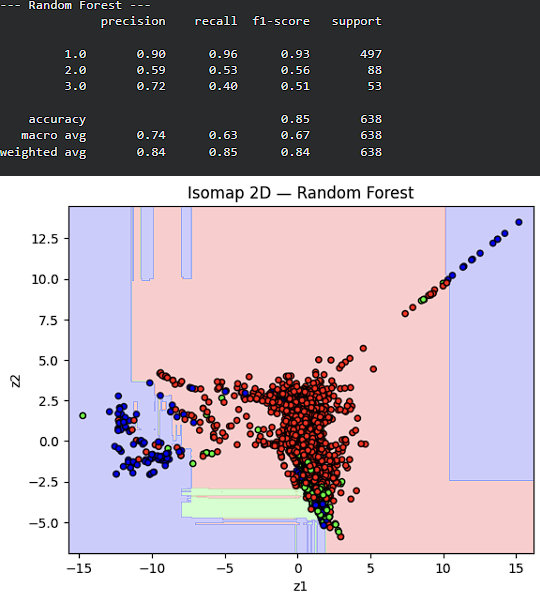 --- Random Forest ---
precision recall f1-score support
1.0 0.90 0.96 0.93 497
2.0 0.59 0.53 0.56 88
3.0 0.72 0.40 0.51 53
accuracy 0.85 638
macro avg 0.74 0.63 0.67 638
weighted avg 0.84 0.85 0.84 638
Isomap 2D — Random Forest
12.5
10.0
7.5
5.0
2.5
0.0
−2.5
−5.0
z2
−15 −10 −5 0 5 10 15
z1